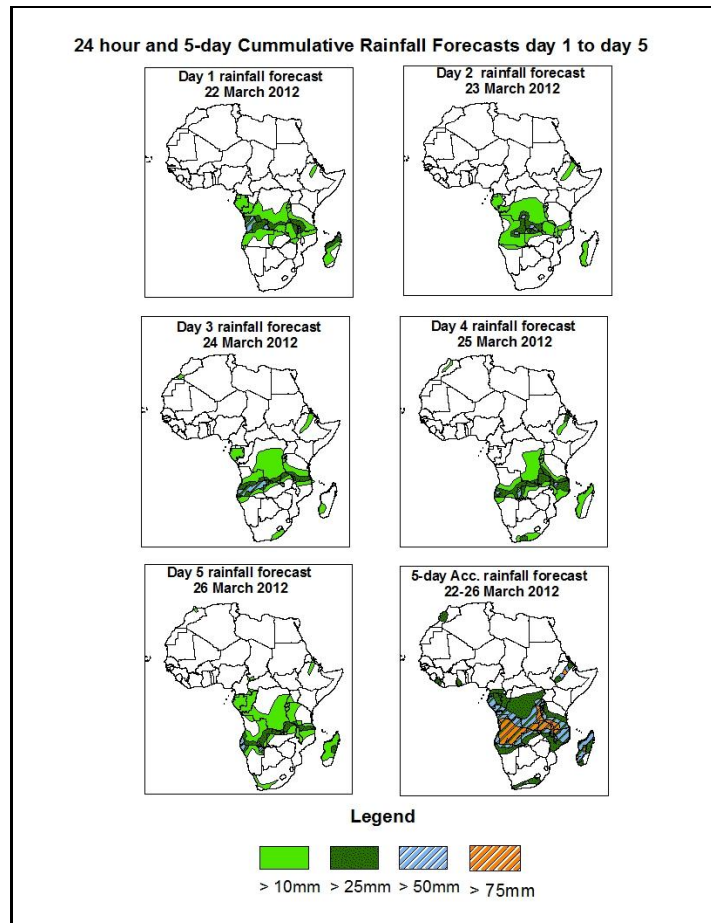 24 hour and 5-day Cummulative Rainfall Forecasts day 1 to day 5
Day 1 rainfall forecast
22 March 2012
Day 2 rainfall forecast
23 March 2012
Day 3 rainfall forecast
24 March 2012
Day 4 rainfall forecast
25 March 2012
Day 5 rainfall forecast
26 March 2012
5-day Acc. rainfall forecast
22-26 March 2012
Legend
> 10mm > 25mm > 50mm > 75mm